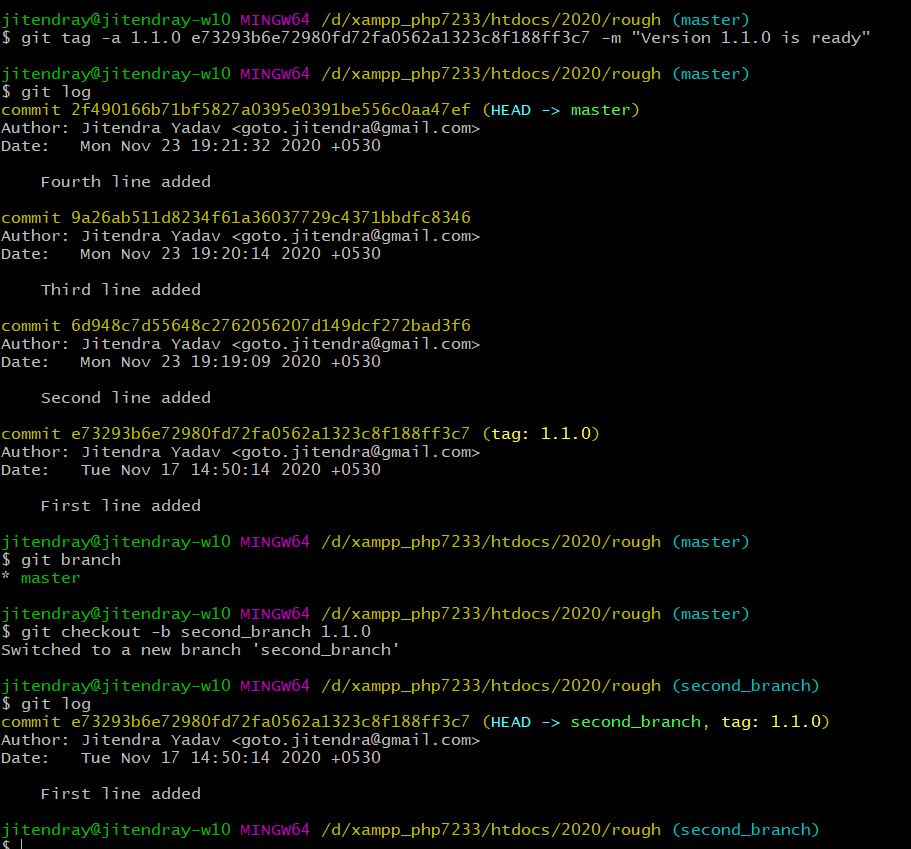 jitendray@jitendray-w10 MINGW64 /d/xampp_php7233/htdocs/2020/rough (master)
$ git tag -a 1.1.0 e73293b6e72980fd72fa0562a1323c8f188ff3c7 -m "Version 1.1.0 is ready"
jitendray@jitendray-w10 MINGW64 /d/xampp_php7233/htdocs/2020/rough (master)
$ git log
commit 2f490166b71bf5827a0395e0391be556c0aa47ef (HEAD -> master)
Author: Jitendra Yadav <goto.jitendra@gmail.com>
Date:   Mon Nov 23 19:21:32 2020 +0530
    Fourth line added
commit 9a26ab511d8234f61a36037729c4371bbdfc8346
Author: Jitendra Yadav <goto.jitendra@gmail.com>
Date:   Mon Nov 23 19:20:14 2020 +0530
    Third line added
commit 6d948c7d55648c2762056207d149dcf272bad3f6
Author: Jitendra Yadav <goto.jitendra@gmail.com>
Date:   Mon Nov 23 19:19:09 2020 +0530
    Second line added
commit e73293b6e72980fd72fa0562a1323c8f188ff3c7 (tag: 1.1.0)
Author: Jitendra Yadav <goto.jitendra@gmail.com>
Date:   Tue Nov 17 14:50:14 2020 +0530
    First line added
jitendray@jitendray-w10 MINGW64 /d/xampp_php7233/htdocs/2020/rough (master)
$ git branch
* master
jitendray@jitendray-w10 MINGW64 /d/xampp_php7233/htdocs/2020/rough (master)
$ git checkout -b second_branch 1.1.0
Switched to a new branch 'second_branch'
jitendray@jitendray-w10 MINGW64 /d/xampp_php7233/htdocs/2020/rough (second_branch)
$ git log
commit e73293b6e72980fd72fa0562a1323c8f188ff3c7 (HEAD -> second_branch, tag: 1.1.0)
Author: Jitendra Yadav <goto.jitendra@gmail.com>
Date:   Tue Nov 17 14:50:14 2020 +0530
    First line added
jitendray@jitendray-w10 MINGW64 /d/xampp_php7233/htdocs/2020/rough (second_branch)
$